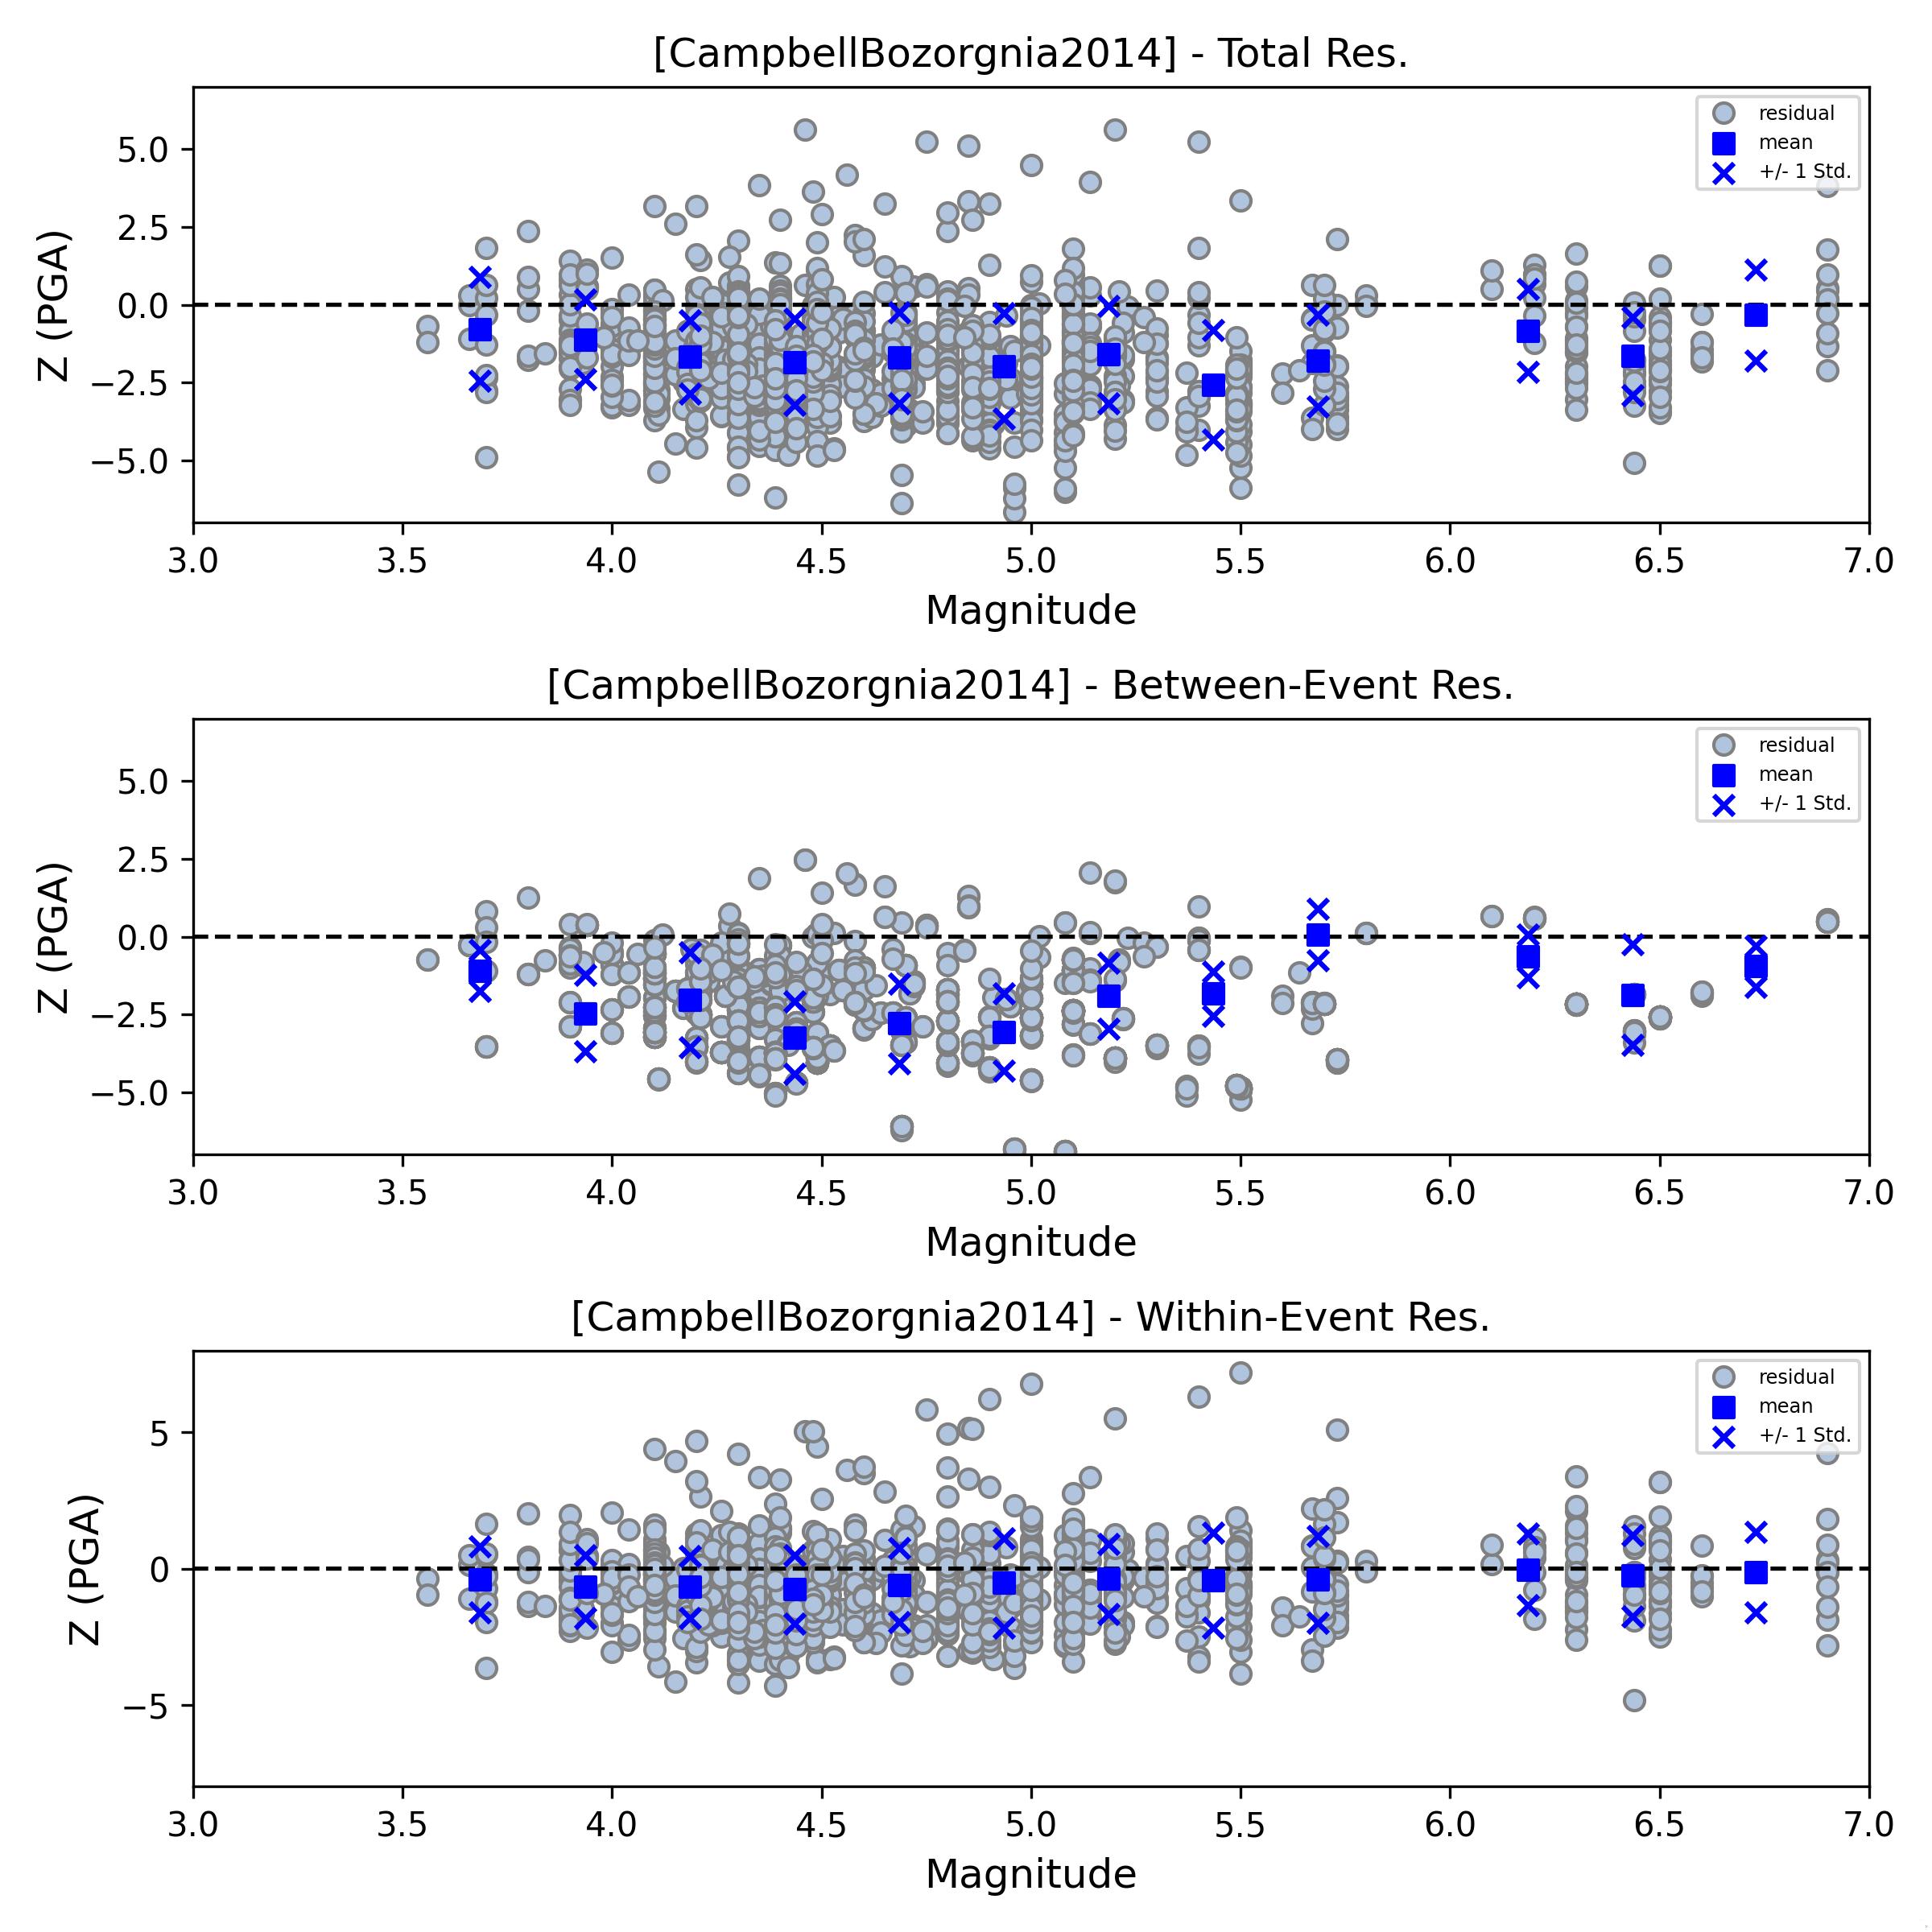 [CampbellBozorgnia2014] - Total Res.
residual
mean
+/- 1 Std.
Z (PGA)
5.0
2.5
0.0
−2.5
−5.0
3.0 3.5 4.0 4.5 5.0 5.5 6.0 6.5 7.0
Magnitude
[CampbellBozorgnia2014] - Between-Event Res.
residual
mean
+/- 1 Std.
Z (PGA)
5.0
2.5
0.0
−2.5
−5.0
3.0 3.5 4.0 4.5 5.0 5.5 6.0 6.5 7.0
Magnitude
[CampbellBozorgnia2014] - Within-Event Res.
residual
mean
+/- 1 Std.
Z (PGA)
5
0
−5
3.0 3.5 4.0 4.5 5.0 5.5 6.0 6.5 7.0
Magnitude